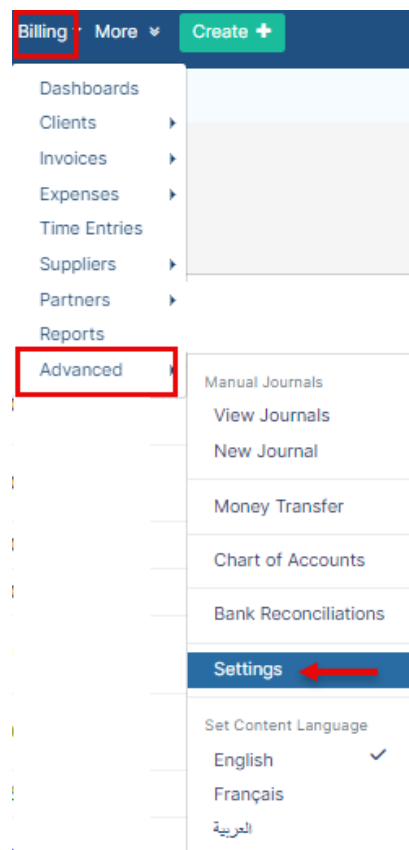 Billing More Create +
Dashboards
Clients
Invoices
Expenses
Time Entries
Suppliers
Partners
Reports
Advanced
Manual Journals
View Journals
New Journal
Money Transfer
Chart of Accounts
Bank Reconciliations
Settings
Set Content Language
English
Français
العربية